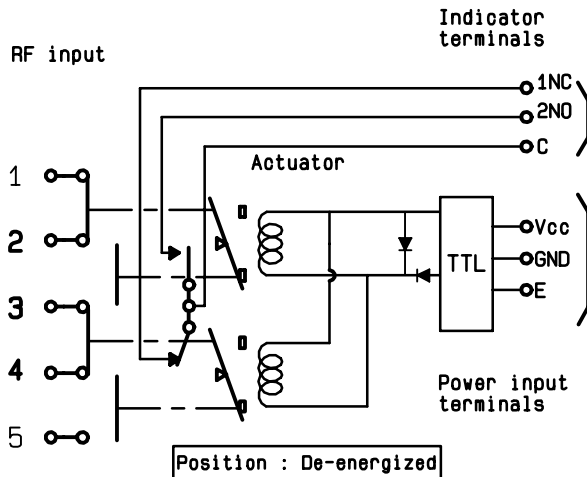 Indicator
terminals
RF input
1NC
2NO
C
Actuator
1
2
3
4
5
Vcc
GND
E
TTL
Power input
terminals
Position : De-energized